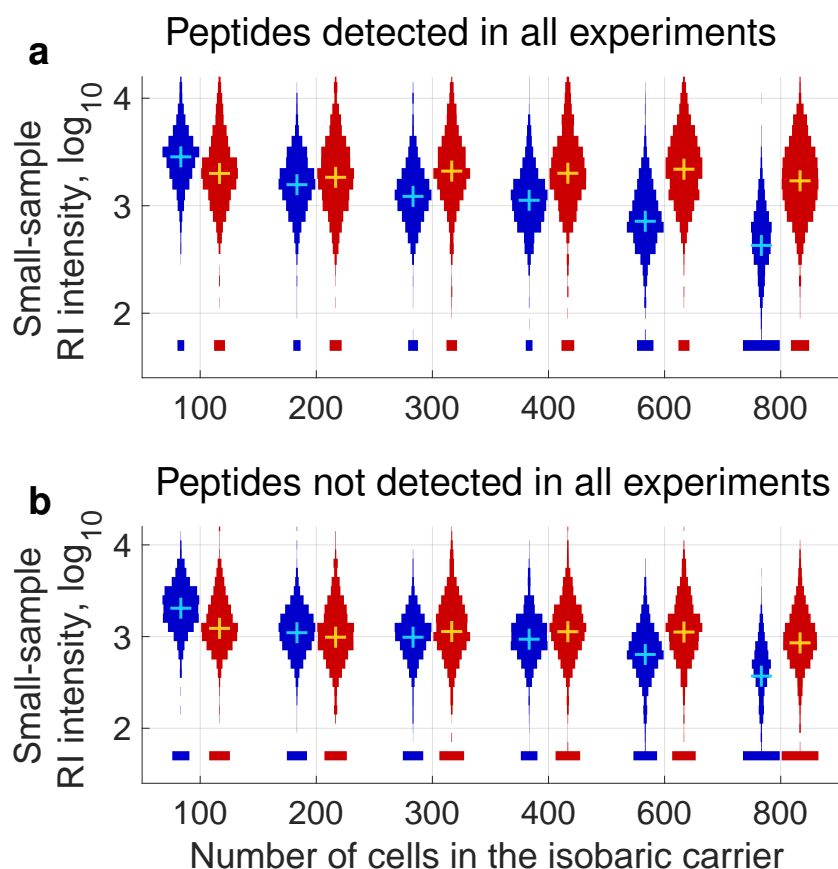 a
Peptides detected in all experiments
Small-sample
RI intensity, log10
4
3
2
100 200 300 400 600 800
b
Peptides not detected in all experiments
Small-sample
RI intensity, log10
4
3
2
100 200 300 400 600 800
Number of cells in the isobaric carrier